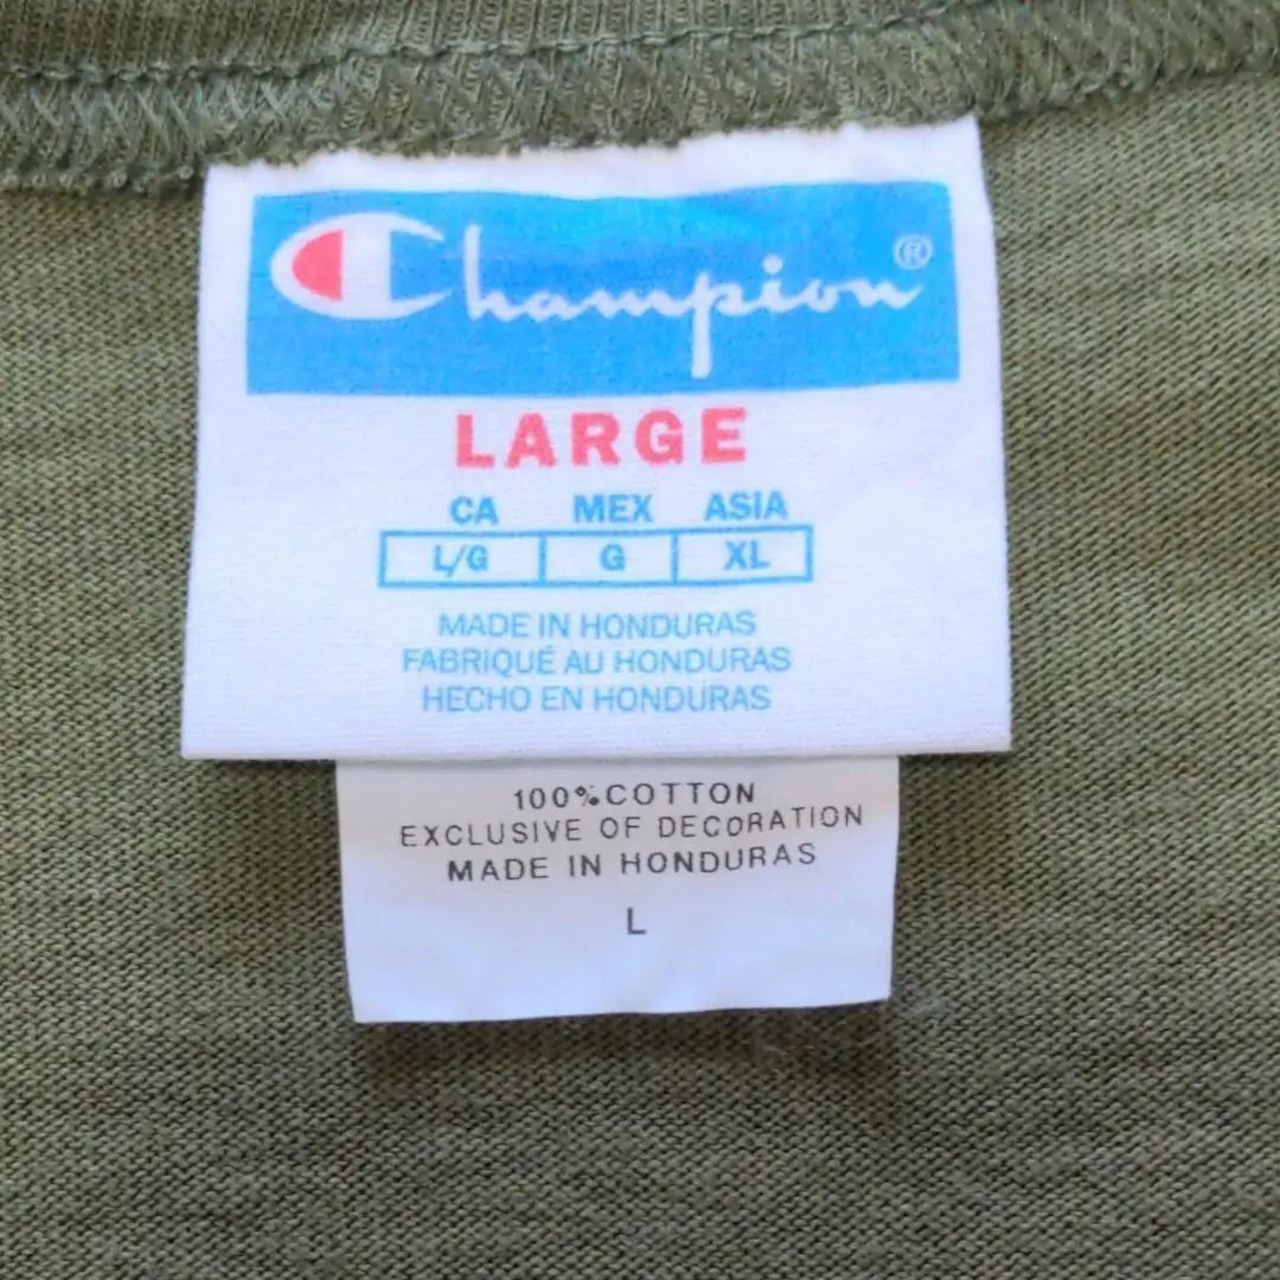 Champion®
LARGE
CA MEX ASIA
L/G G XL
MADE IN HONDURAS
FABRIQUÉ AU HONDURAS
HECHO EN HONDURAS
100%COTTON
EXCLUSIVE OF DECORATION
MADE IN HONDURAS
L